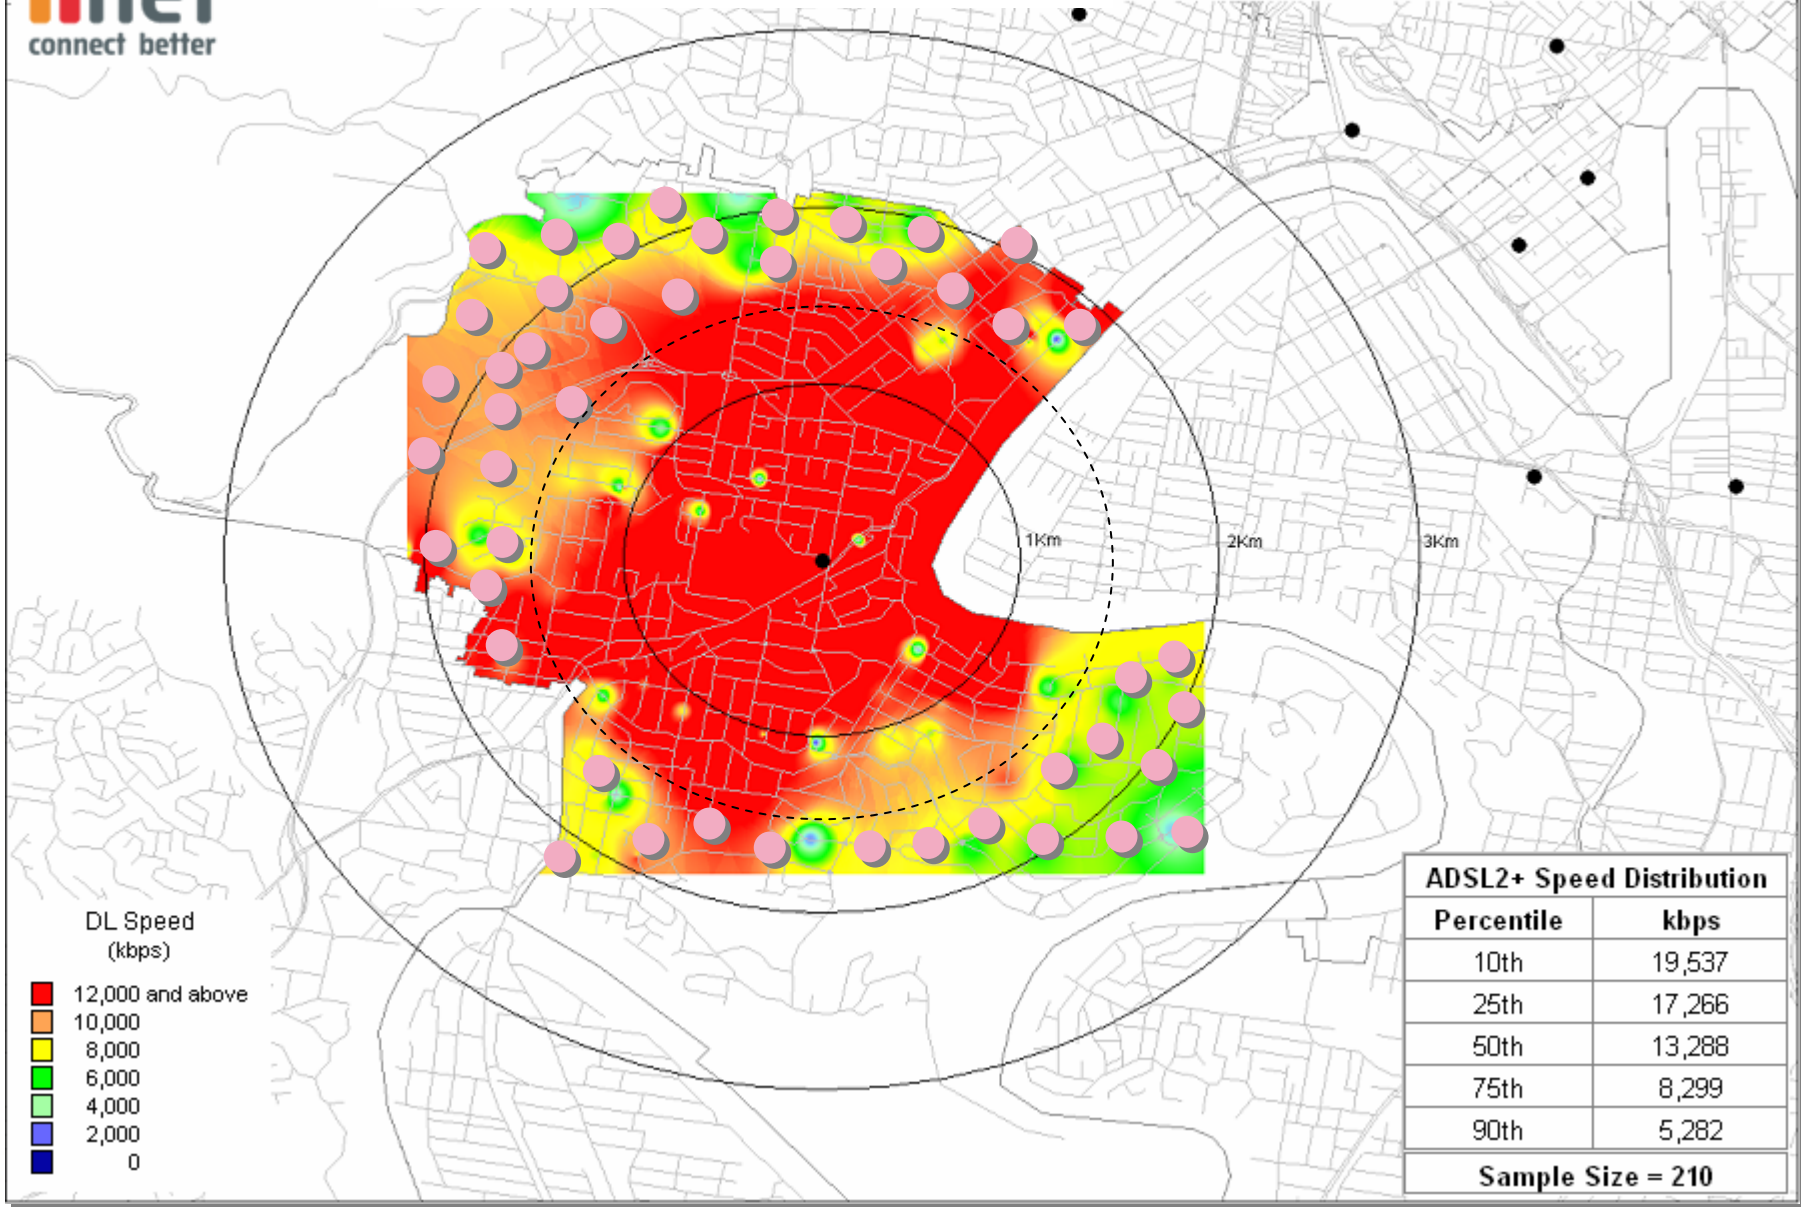 connect better
1Km
2Km
3Km
DL Speed
(kbps)
12,000 and above
10,000
8,000
6,000
4,000
2,000
0
ADSL2+ Speed Distribution
Percentile kbps
10th 19,537
25th 17,266
50th 13,288
75th 8,299
90th 5,282
Sample Size = 210